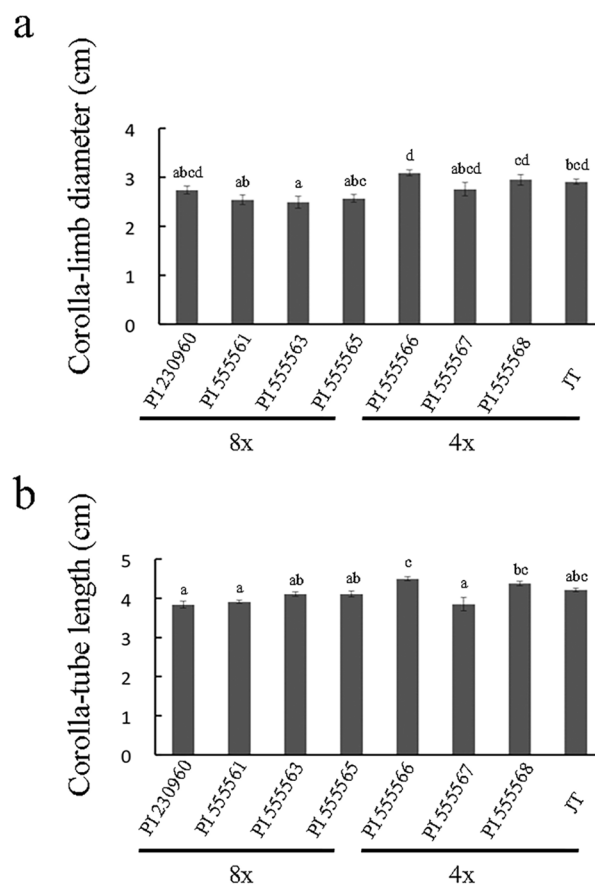 a
Corolla-limb diameter (cm)
4
3
2
1
0
abcd
ab
a
abc
d
abcd
cd
bcd
PI 230960
PI 555561
PI 555563
PI 555565
PI 555566
PI 555567
PI 555568
JT
8x
4x
b
Corolla-tube length (cm)
5
4
3
2
1
0
a
a
ab
ab
c
a
bc
abc
PI 230960
PI 555561
PI 555563
PI 555565
PI 555566
PI 555567
PI 555568
JT
8x
4x